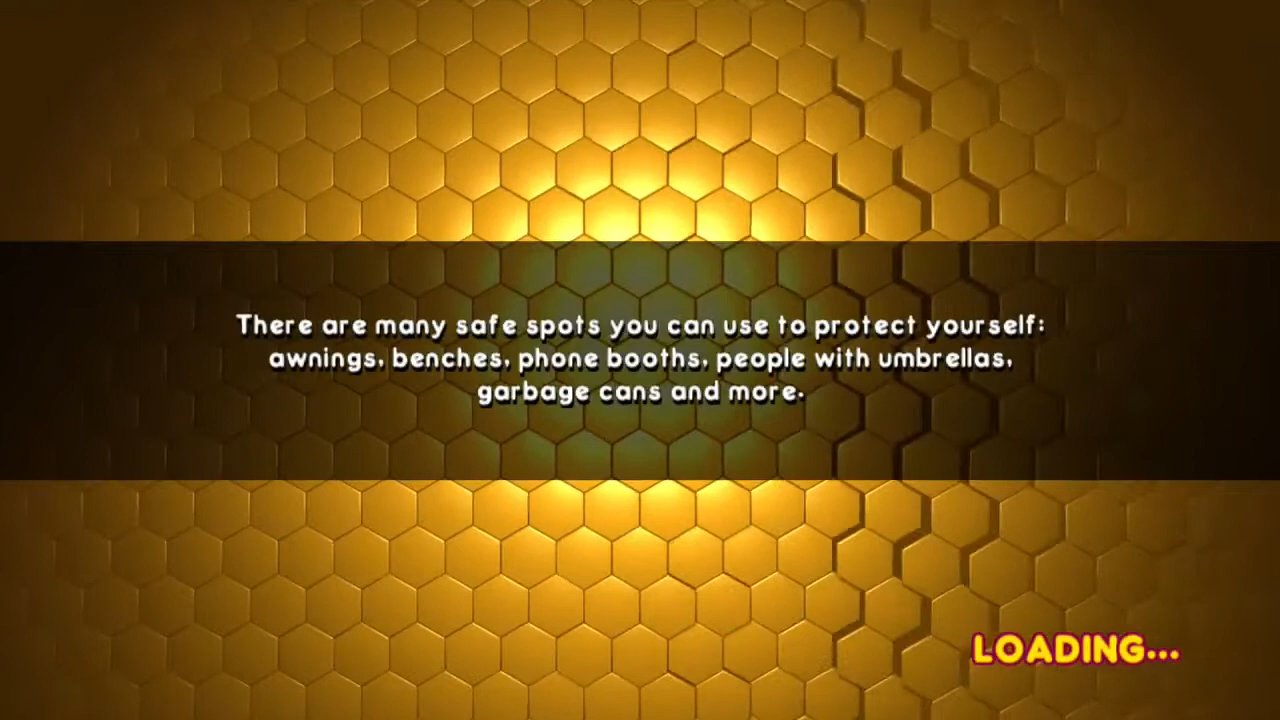 There are many safe spots you can use to protect yourself:
awnings, benches, phone booths, people with umbrellas,
garbage cans and more.
LOADING...